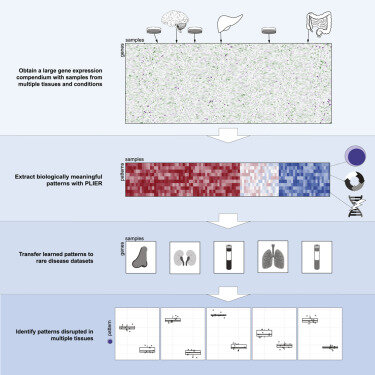 samples
genes
Obtain a large gene expression
compendium with samples from
multiple tissues and conditions
samples
patterns
Extract biologically meaningful
patterns with PLIER
samples
genes
Transfer learned patterns to
rare disease datasets
Identify patterns disrupted in
multiple tissues
pattern